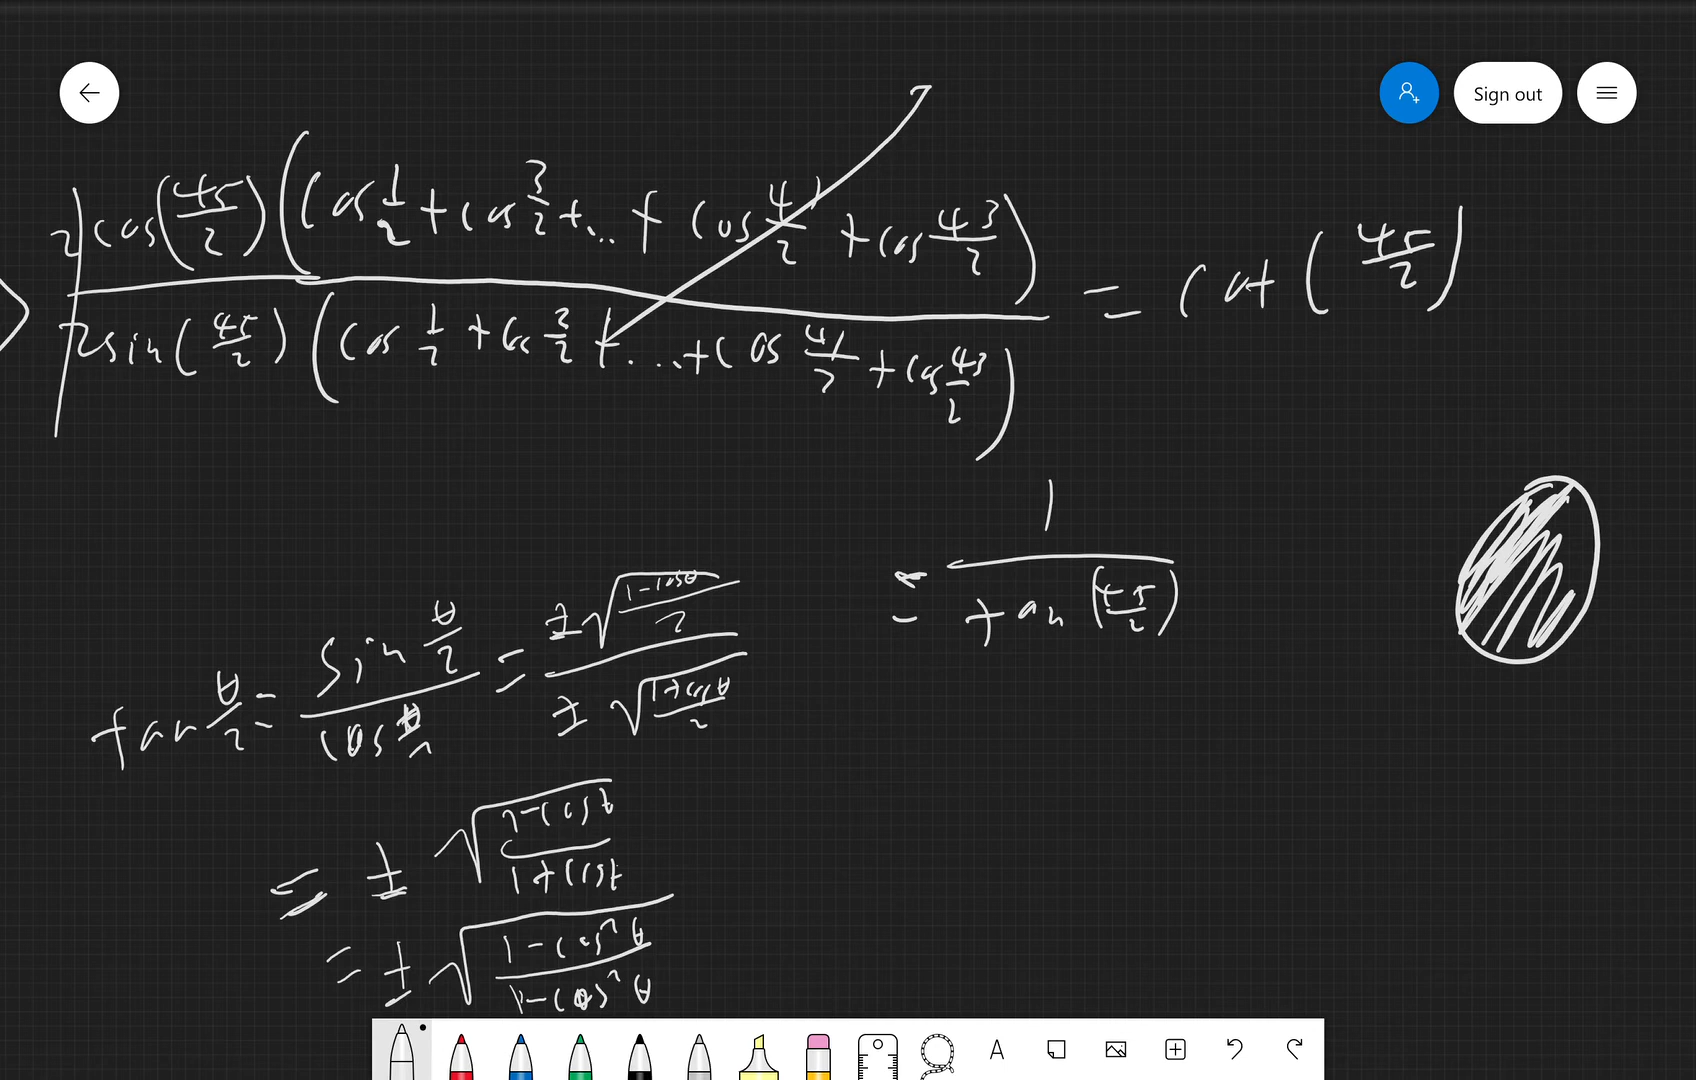 Sign out
2cos(45/2)(cos 1/2 + cos 3/2 + ... + cos 41/2 + cos 43/2)
2sin(45/2)(cos 1/2 + cos 3/2 + ... + cos 41/2 + cos 43/2)
= cot(45/2)
= 1/tan(45/2)
tan θ/2 = sin θ/2 / cos θ/2 = ±√((1-cosθ)/2) / ±√((1+cosθ)/2)
= ±√((1-cosθ)/(1+cosθ))
= ±√((1-cos²θ)/(1-cos²θ))
A